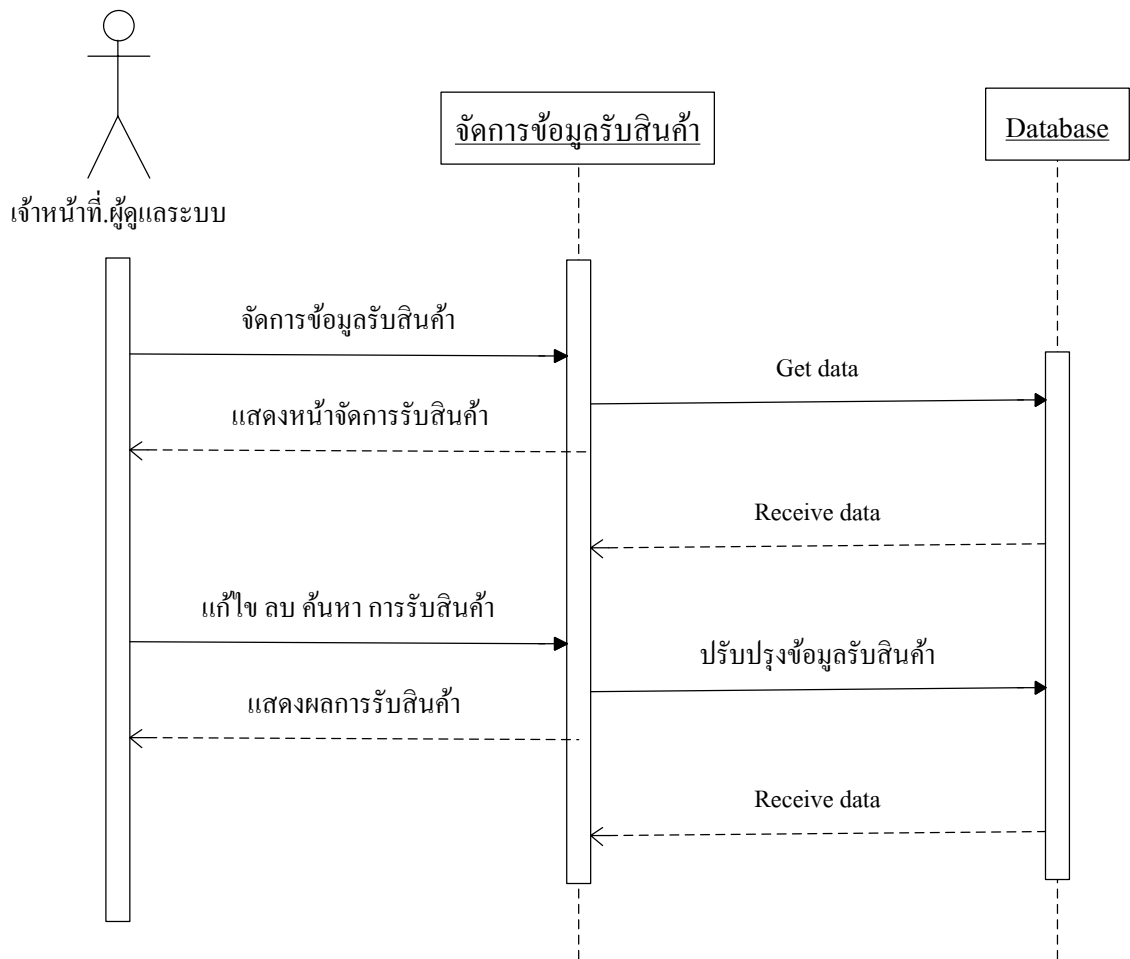 จัดการข้อมูลรับสินค้า
Database
เจ้าหน้าที่.ผู้ดูแลระบบ
จัดการข้อมูลรับสินค้า
Get data
แสดงหน้าจัดการรับสินค้า
Receive data
แก้ไข ลบ ค้นหา การรับสินค้า
ปรับปรุงข้อมูลรับสินค้า
แสดงผลการรับสินค้า
Receive data